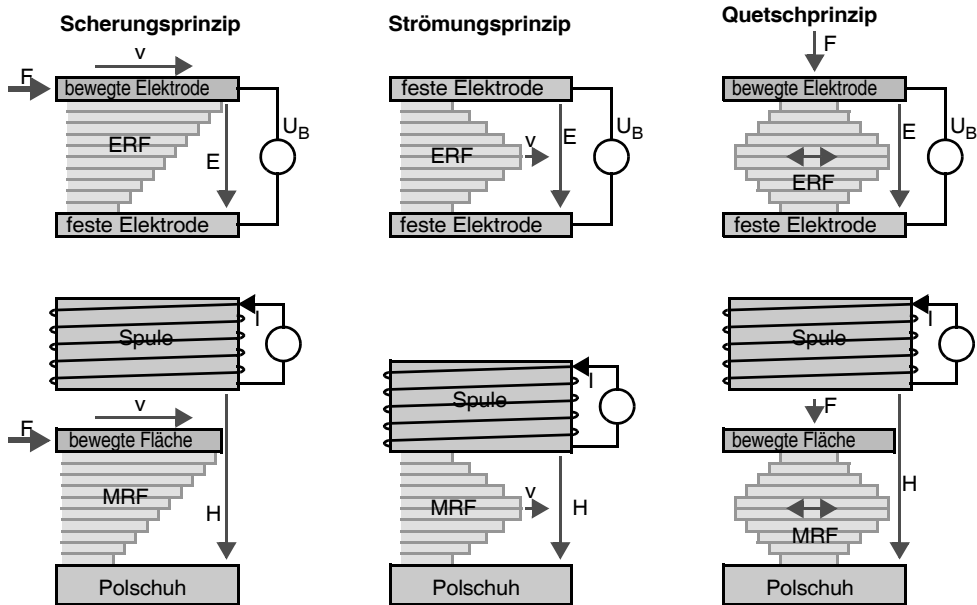 Scherungsprinzip
v
F
bewegte Elektrode
ERF
E
U_B
feste Elektrode
Strömungsprinzip
feste Elektrode
ERF
v
E
U_B
feste Elektrode
Quetschprinzip
F
bewegte Elektrode
E
U_B
ERF
feste Elektrode
I
Spule
v
F
bewegte Fläche
MRF
H
Polschuh
I
Spule
v
MRF
H
Polschuh
I
Spule
F
bewegte Fläche
H
MRF
Polschuh